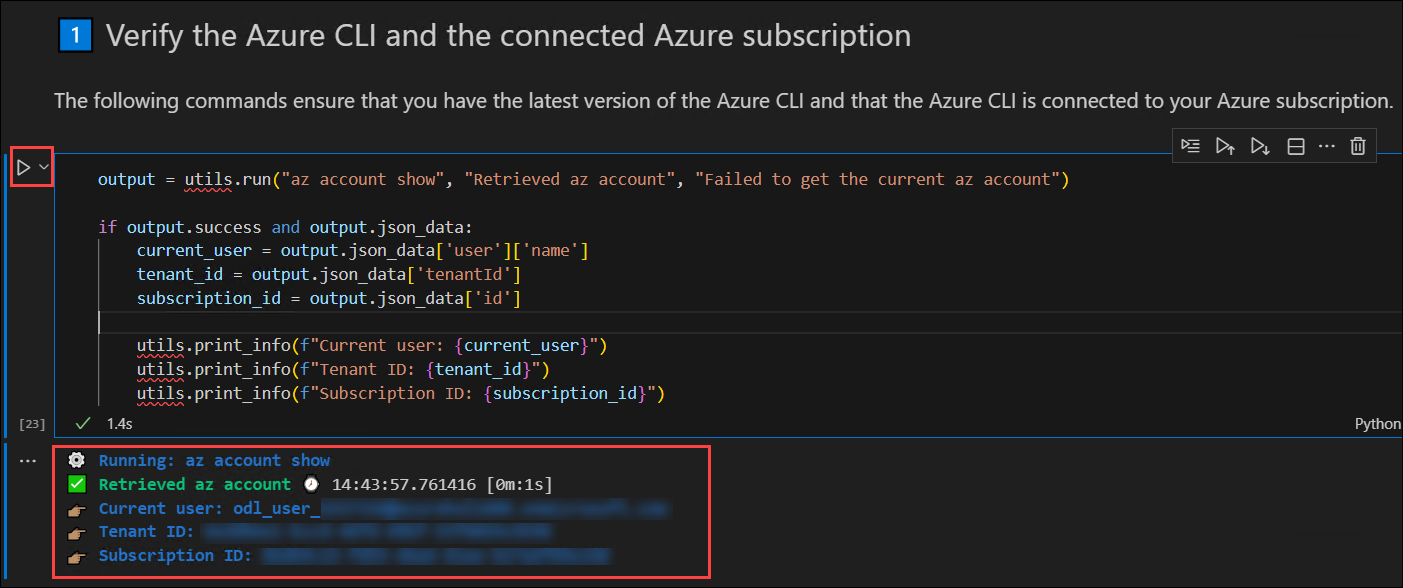 1 Verify the Azure CLI and the connected Azure subscription
The following commands ensure that you have the latest version of the Azure CLI and that the Azure CLI is connected to your Azure subscription.
output = utils.run("az account show", "Retrieved az account", "Failed to get the current az account")
if output.success and output.json_data:
current_user = output.json_data['user']['name']
tenant_id = output.json_data['tenantId']
subscription_id = output.json_data['id']
utils.print_info(f"Current user: {current_user}")
utils.print_info(f"Tenant ID: {tenant_id}")
utils.print_info(f"Subscription ID: {subscription_id}")
[23] 1.4s Python
Running: az account show
Retrieved az account 14:43:57.761416 [0m:1s]
Current user: odl_user_
Tenant ID:
Subscription ID: